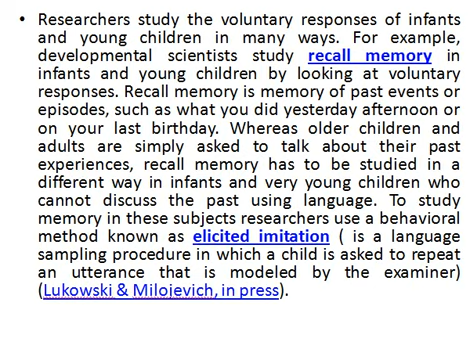 • Researchers study the voluntary responses of infants
and young children in many ways. For example,
developmental scientists study recall memory in
infants and young children by looking at voluntary
responses. Recall memory is memory of past events or
episodes, such as what you did yesterday afternoon or
on your last birthday. Whereas older children and
adults are simply asked to talk about their past
experiences, recall memory has to be studied in a
different way in infants and very young children who
cannot discuss the past using language. To study
memory in these subjects researchers use a behavioral
method known as elicited imitation ( is a language
sampling procedure in which a child is asked to repeat
an utterance that is modeled by the examiner)
(Lukowski & Milojevich, in press).